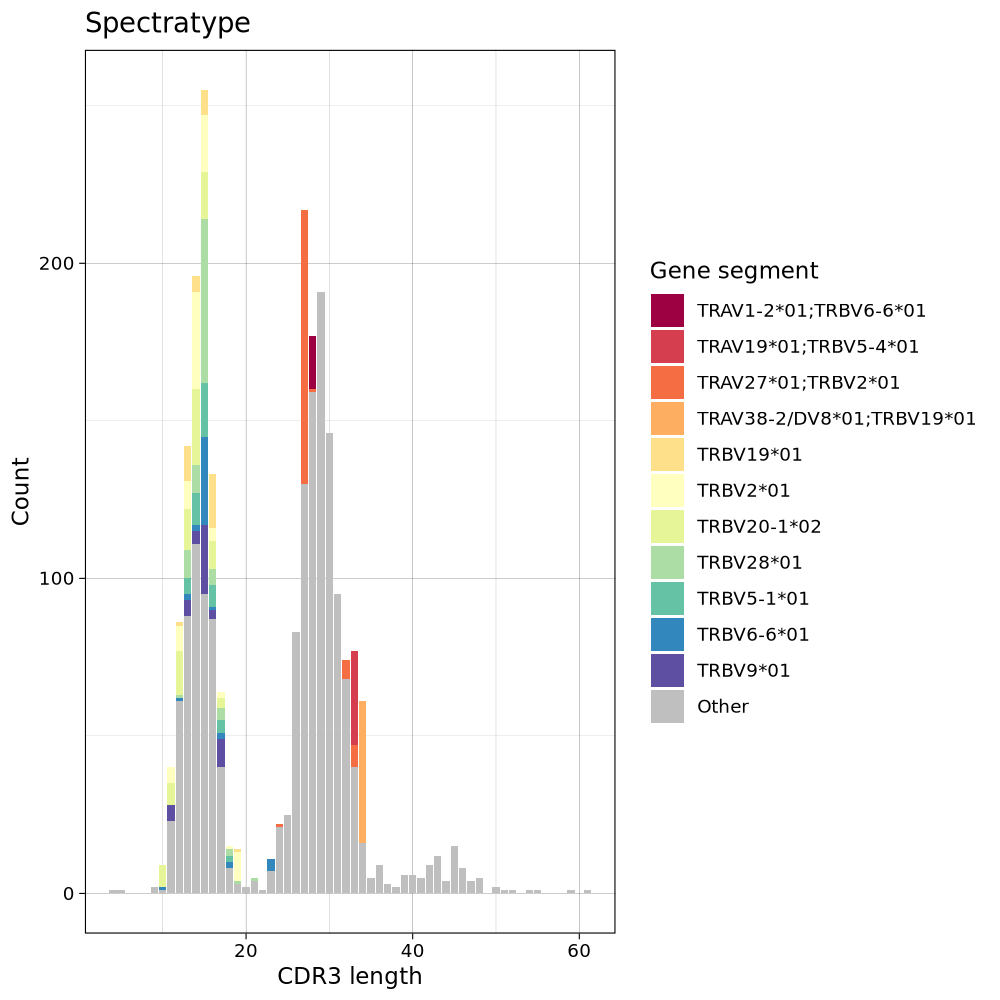 Spectratype
Count
200
100
0
20
40
60
CDR3 length
Gene segment
TRAV1-2*01;TRBV6-6*01
TRAV19*01;TRBV5-4*01
TRAV27*01;TRBV2*01
TRAV38-2/DV8*01;TRBV19*01
TRBV19*01
TRBV2*01
TRBV20-1*02
TRBV28*01
TRBV5-1*01
TRBV6-6*01
TRBV9*01
Other